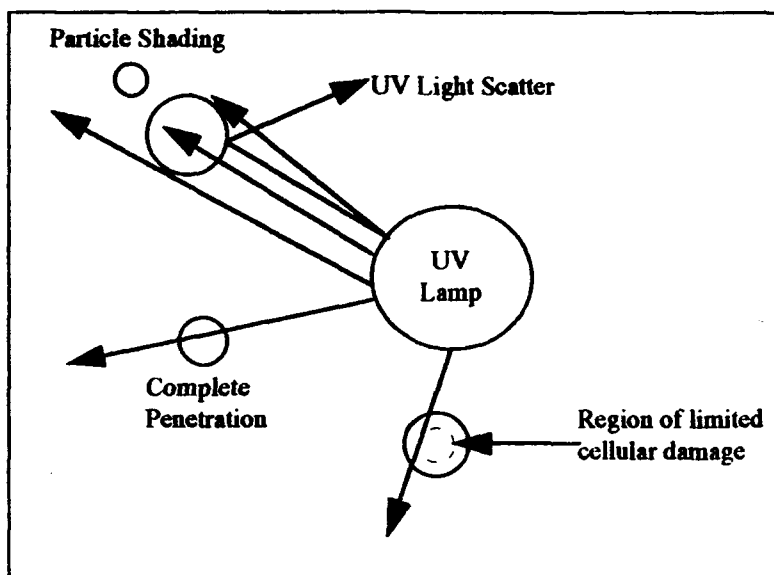 Particle Shading
UV Light Scatter
UV
Lamp
Complete
Penetration
Region of limited
cellular damage